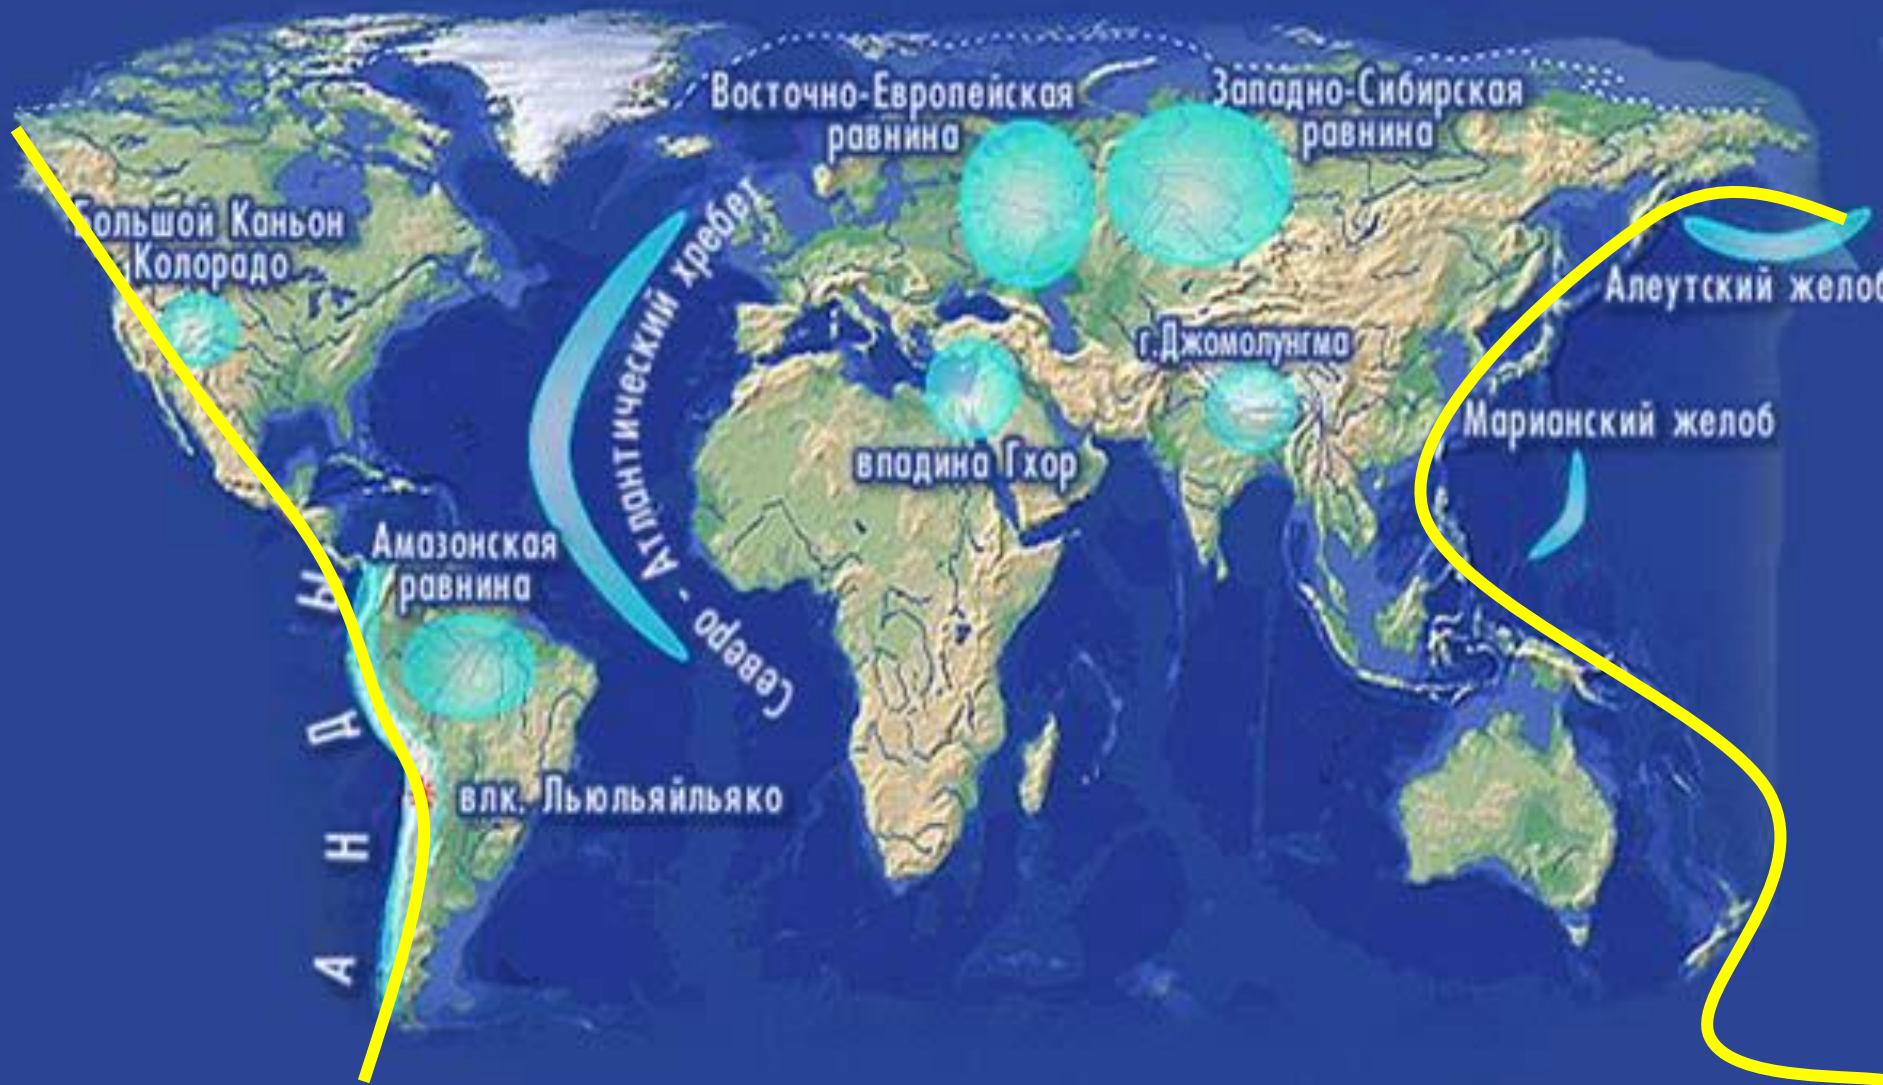 Восточно-Европейская
равнина
Западно-Сибирская
равнина
Большой Каньон
Колорадо
Северо - Атлантический хребет
Алеутский желоб
г.Джомолунгма
Марианский желоб
впадина Гхор
Амазонская
равнина
АНДЫ
влк. Льюльяйльяко